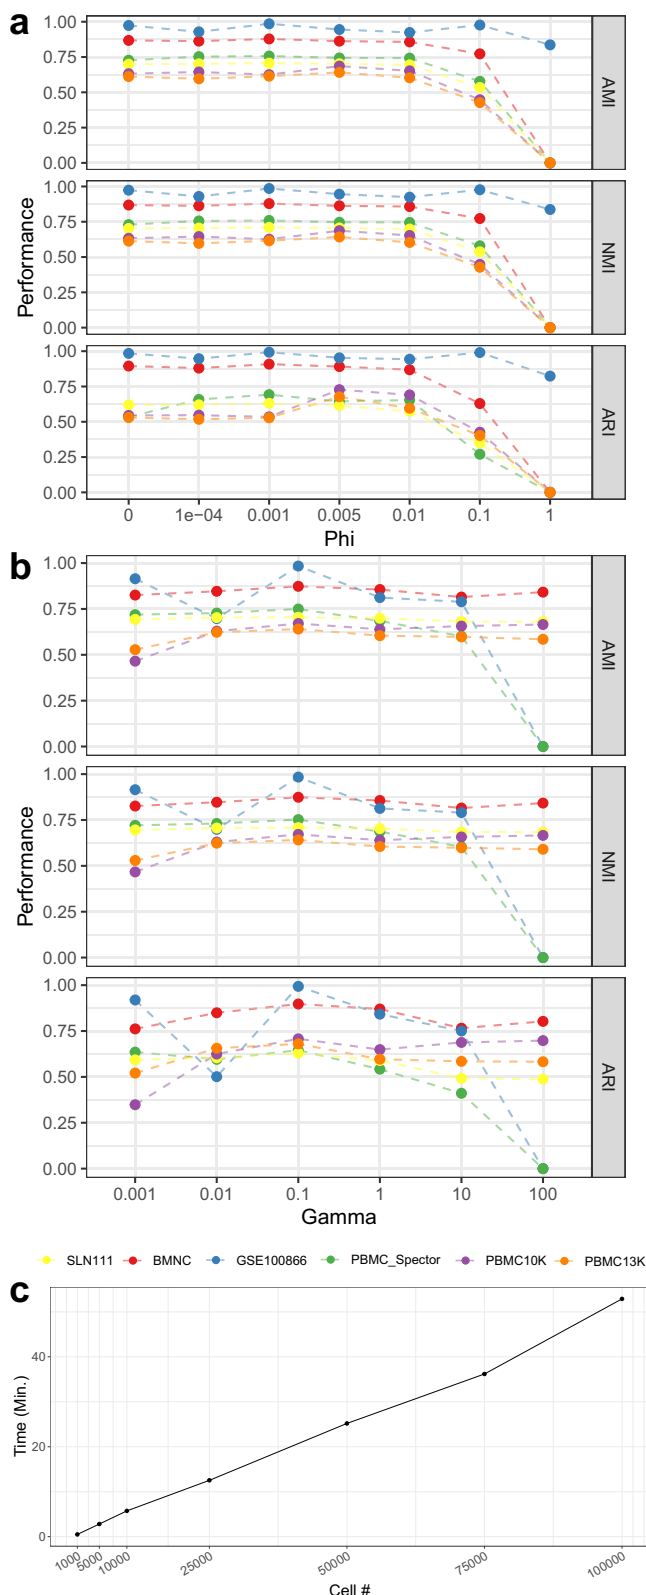 a
1.00
0.75
0.50
0.25
0.00
AMI
1.00
0.75
0.50
0.25
0.00
NMI
Performance
1.00
0.75
0.50
0.25
0.00
ARI
0 1e−04 0.001 0.005 0.01 0.1 1
Phi
b
1.00
0.75
0.50
0.25
0.00
AMI
1.00
0.75
0.50
0.25
0.00
NMI
Performance
1.00
0.75
0.50
0.25
0.00
ARI
0.001 0.01 0.1 1 10 100
Gamma
SLN111 BMNC GSE100866 PBMC_Spector PBMC10K PBMC13K
c
40
20
0
Time (Min.)
1000 5000 10000 25000 50000 75000 100000
Cell #